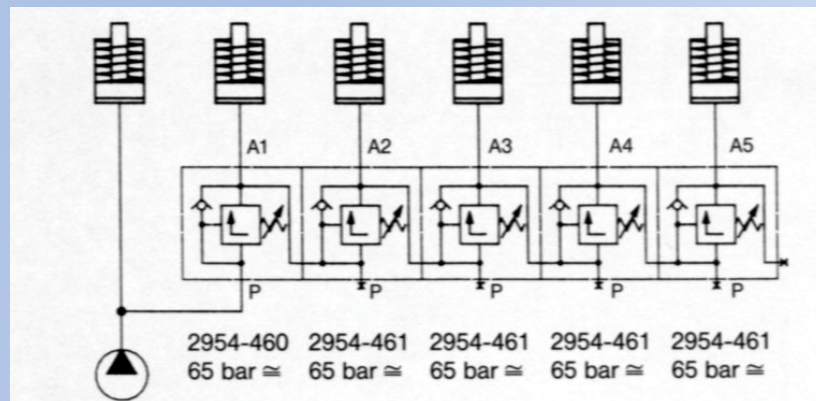 A1 A2 A3 A4 A5
P P P P P
2954-460 2954-461 2954-461 2954-461 2954-461
65 bar ≅ 65 bar ≅ 65 bar ≅ 65 bar ≅ 65 bar ≅